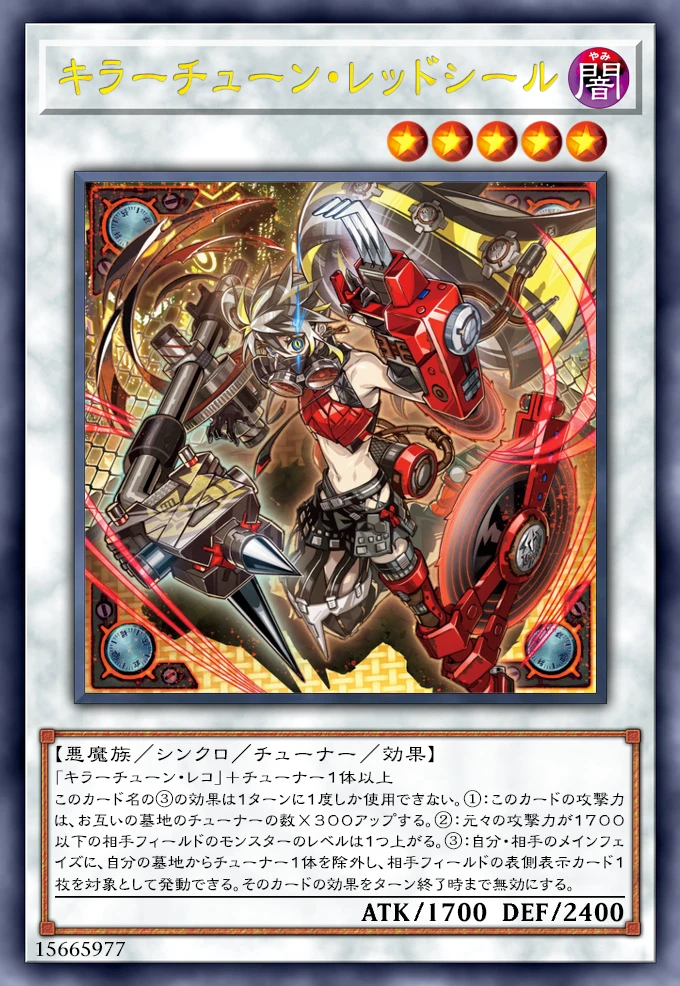 キラーチューン・レッドシール
やみ
闇
【悪魔族／シンクロ／チューナー／効果】
「キラーチューン・レコ」＋チューナー１体以上
このカード名の③の効果は１ターンに１度しか使用できない。①：このカードの攻撃力
は、お互いの墓地のチューナーの数×３００アップする。②：元々の攻撃力が１７００
以下の相手フィールドのモンスターのレベルは１つ上がる。③：自分・相手のメインフェ
イズに、自分の墓地からチューナー１体を除外し、相手フィールドの表側表示カード１
枚を対象として発動できる。そのカードの効果をターン終了時まで無効にする。
ATK/1700 DEF/2400
15665977